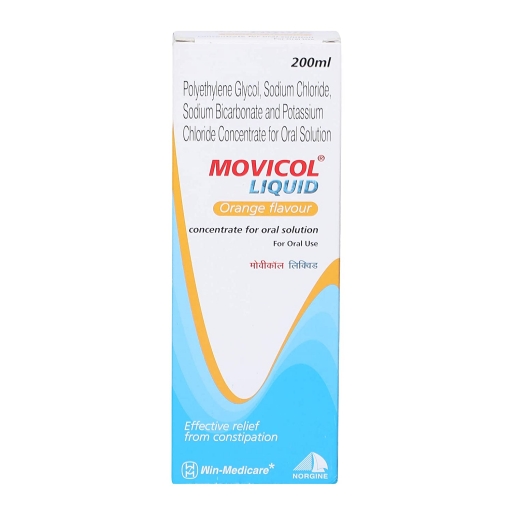 200ml
Polyethylene Glycol, Sodium Chloride,
Sodium Bicarbonate and Potassium
Chloride Concentrate for Oral Solution
MOVICOL®
LIQUID
Orange flavour
concentrate for oral solution
For Oral Use
मोवीकॉल लिक्विड
Effective relief
from constipation
Win-Medicare*
NORGINE